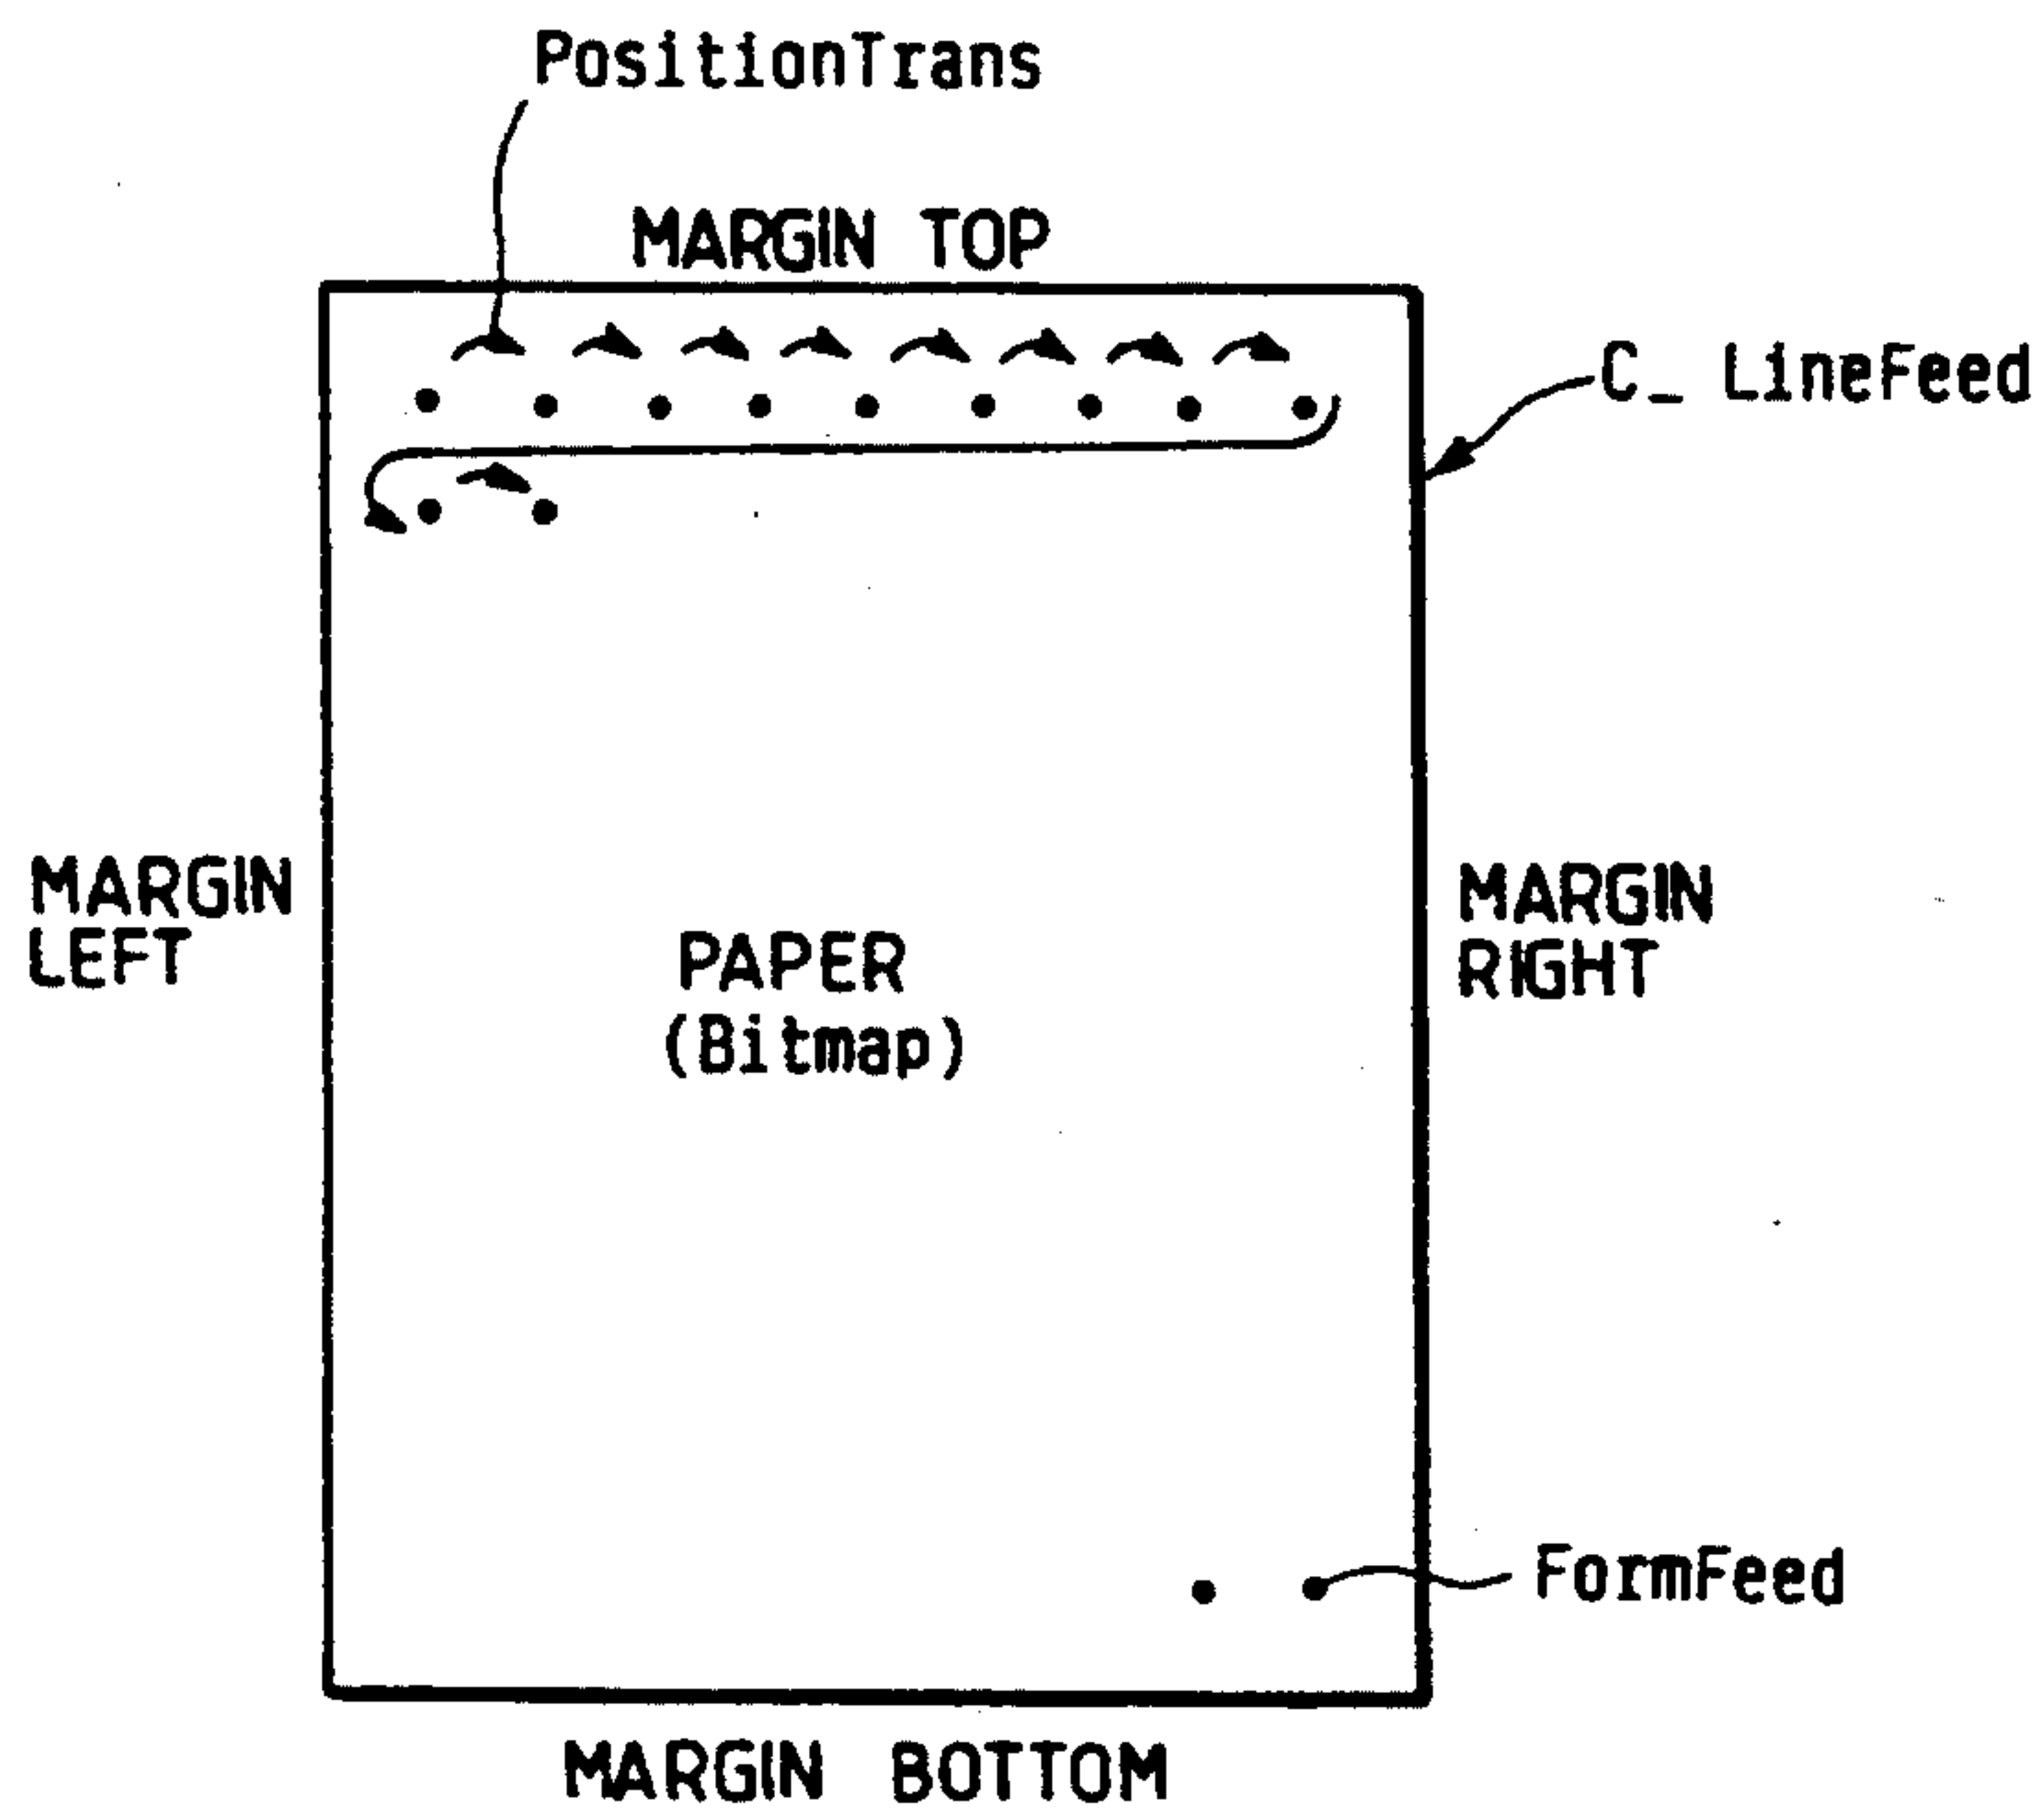 PositionTrans
MARGIN TOP
C_ LineFeed
MARGIN
LEFT
PAPER
(Bitmap)
MARGIN
RIGHT
FormFeed
MARGIN BOTTOM